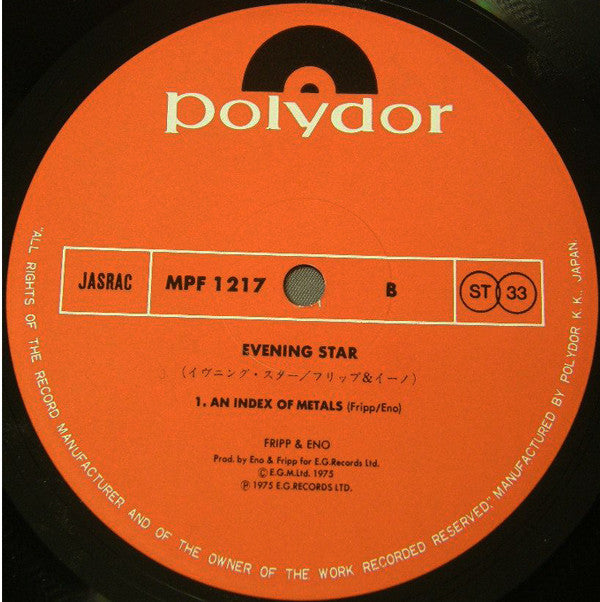 polydor
JASRAC MPF 1217 B ST 33
EVENING STAR
(イヴニング・スター/フリップ&イーノ)
1. AN INDEX OF METALS (Fripp/Eno)
FRIPP & ENO
Prod. by Eno & Fripp for E.G.Records Ltd.
© E.G.M.Ltd. 1975
℗ 1975 E.G.RECORDS LTD.
"ALL RIGHTS OF THE RECORD MANUFACTURER AND OF THE OWNER OF THE WORK RECORDED RESERVED," MANUFACTURED BY POLYDOR K.K., JAPAN.